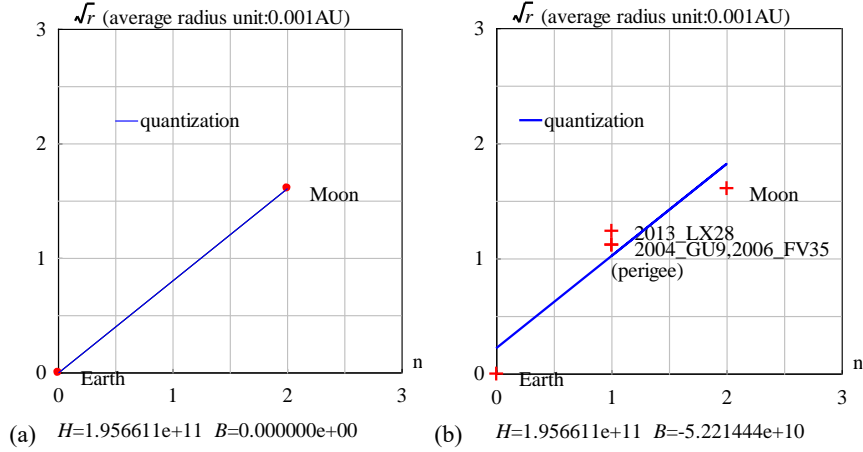 √r (average radius unit:0.001AU)
3
quantization
2
Moon
1
0
Earth
n
0 1 2 3
(a) H=1.956611e+11 B=0.000000e+00
√r (average radius unit:0.001AU)
3
quantization
2
Moon
2013_LX28
2004_GU9,2006_FV35
1
(perigee)
0
Earth
n
0 1 2 3
(b) H=1.956611e+11 B=-5.221444e+10